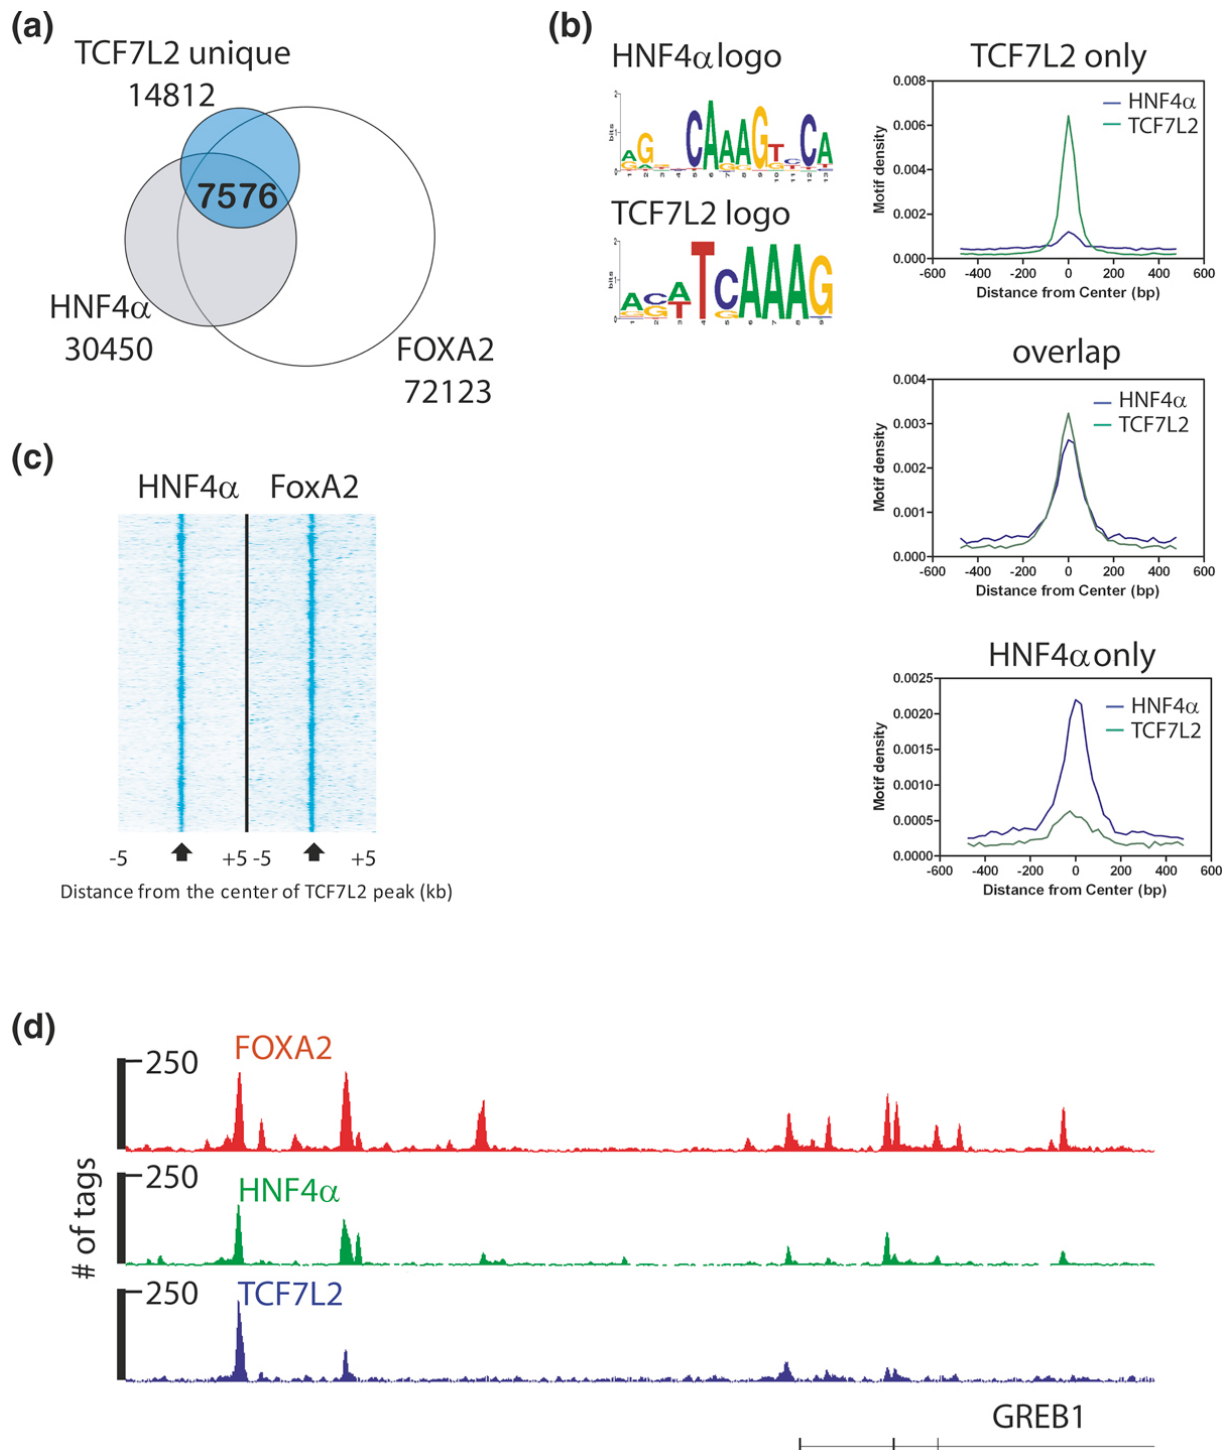 (a)
TCF7L2 unique
14812
7576
HNF4α
30450
FOXA2
72123
(b)
HNF4α logo
TCF7L2 logo
TCF7L2 only
HNF4α
TCF7L2
0.008
0.006
0.004
0.002
0.000
Motif density
-600 -400 -200 0 200 400 600
Distance from Center (bp)
overlap
HNF4α
TCF7L2
0.004
0.003
0.002
0.001
0.000
Motif density
-600 -400 -200 0 200 400 600
Distance from Center (bp)
HNF4α only
HNF4α
TCF7L2
0.0025
0.0020
0.0015
0.0010
0.0005
0.0000
Motif density
-600 -400 -200 0 200 400 600
Distance from Center (bp)
(c)
HNF4α FoxA2
-5 +5 -5 +5
Distance from the center of TCF7L2 peak (kb)
(d)
# of tags
250
FOXA2
250
HNF4α
250
TCF7L2
GREB1